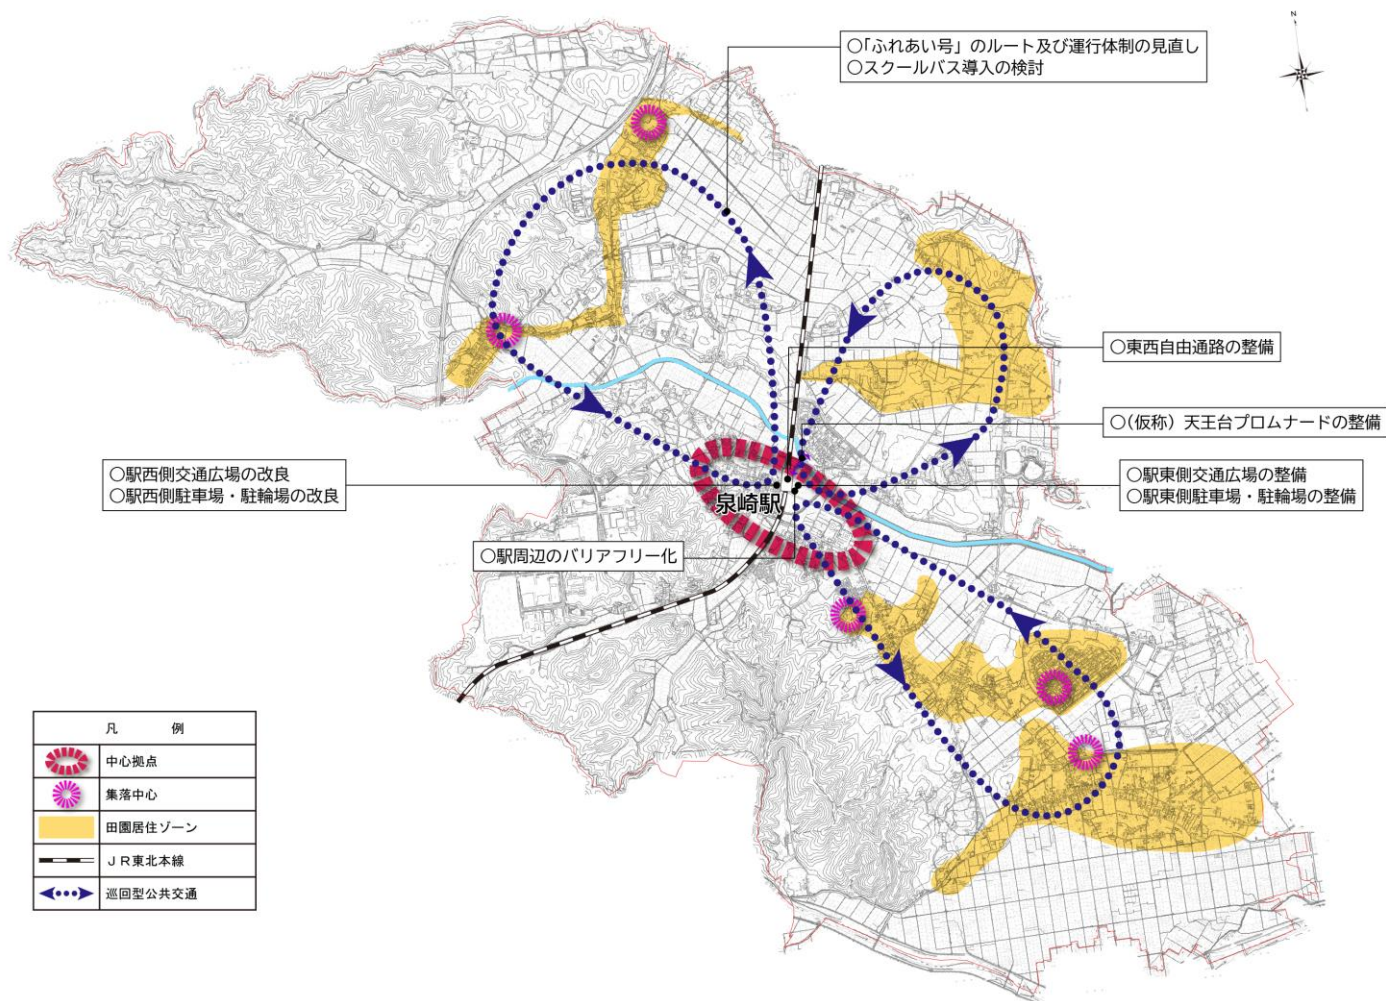 N
○「ふれあい号」のルート及び運行体制の見直し
○スクールバス導入の検討
○東西自由通路の整備
○(仮称) 天王台プロムナードの整備
○駅西側交通広場の改良
○駅西側駐車場・駐輪場の改良
○駅東側交通広場の整備
○駅東側駐車場・駐輪場の整備
泉崎駅
○駅周辺のバリアフリー化
凡　例
中心拠点
集落中心
田園居住ゾーン
ＪＲ東北本線
巡回型公共交通